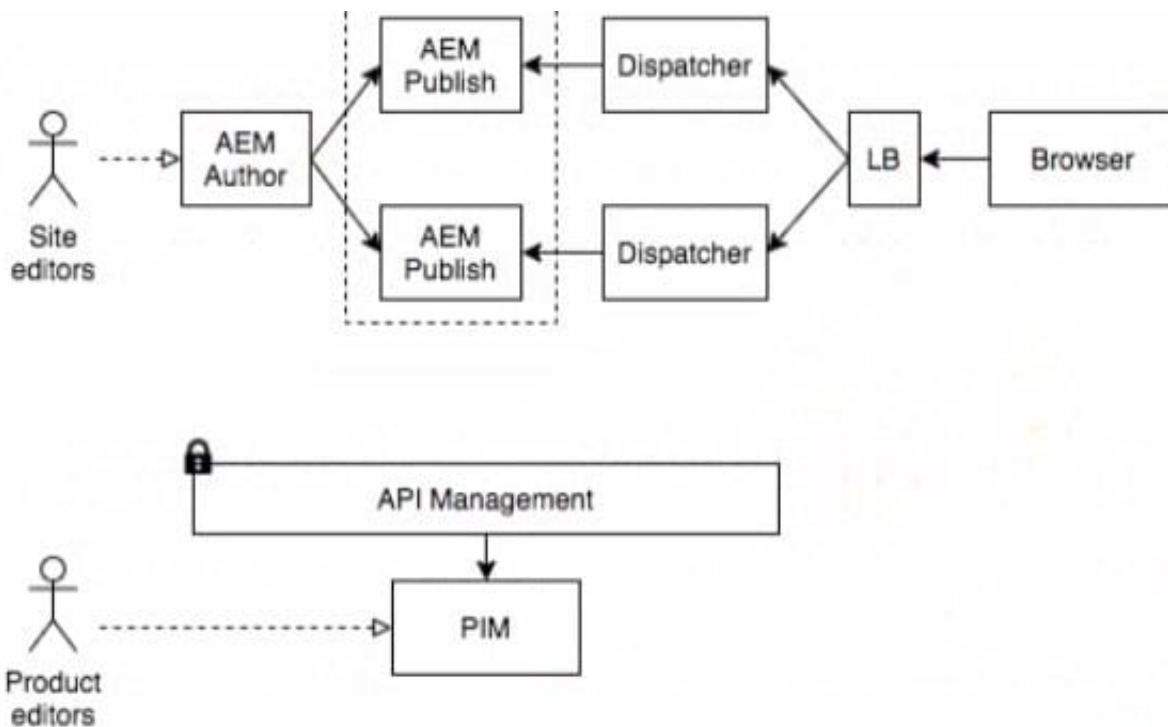 AEM
Publish
Dispatcher
AEM
Author
LB
Browser
Site
editors
AEM
Publish
Dispatcher
API Management
PIM
Product
editors